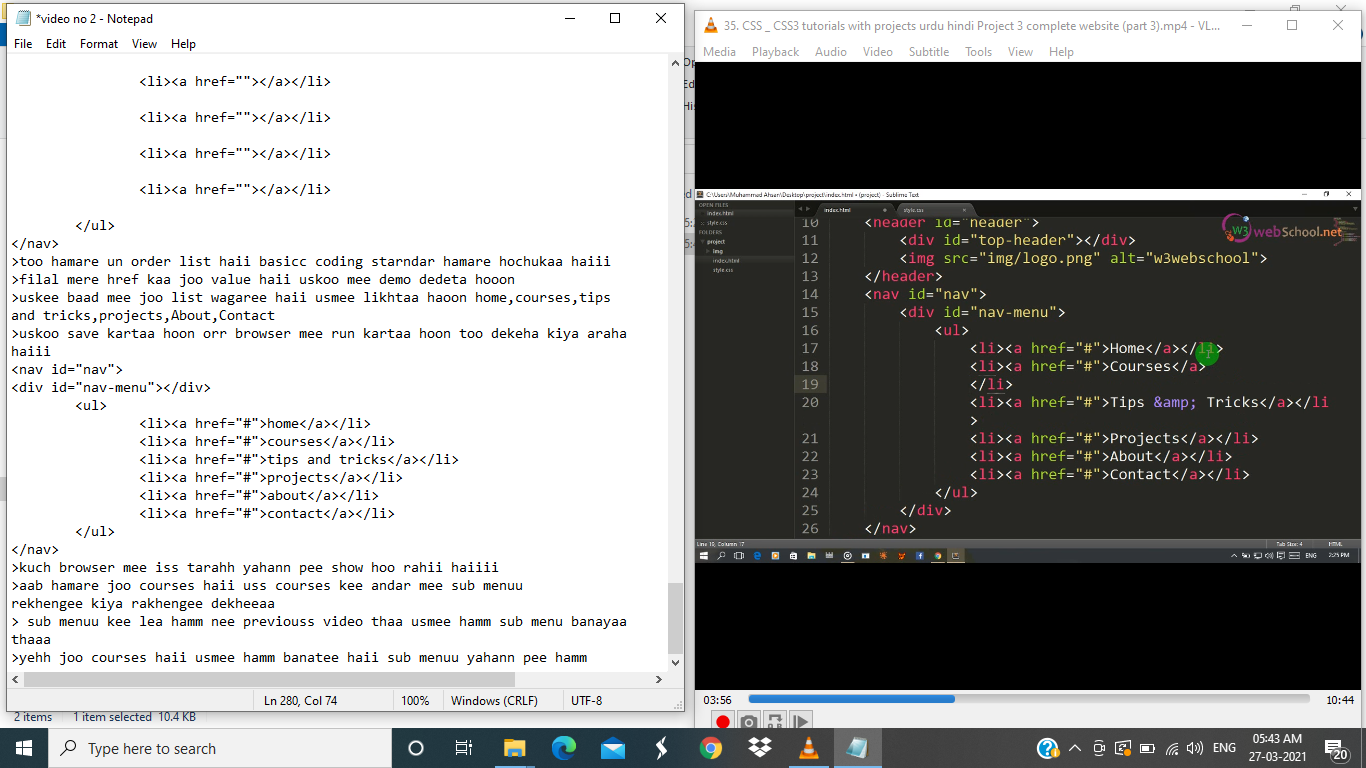 *video no 2 - Notepad
File Edit Format View Help
<li><a href=""></a></li>
<li><a href=""></a></li>
<li><a href=""></a></li>
<li><a href=""></a></li>
</ul>
</nav>
>too hamare un order list haii basicc coding starndar hamare hochukaa haiii
>filal mere href kaa joo value haii uskoo mee demo dedeta hooon
>uskee baad mee joo list wagaree haii usmee likhtaa haoon home,courses,tips
and tricks,projects,About,Contact
>uskoo save kartaa hoon orr browser mee run kartaa hoon too dekeha kiya araha
haiii
<nav id="nav">
<div id="nav-menu"></div>
<ul>
<li><a href="#">home</a></li>
<li><a href="#">courses</a></li>
<li><a href="#">tips and tricks</a></li>
<li><a href="#">projects</a></li>
<li><a href="#">about</a></li>
<li><a href="#">contact</a></li>
</ul>
</nav>
>kuch browser mee iss tarahh yahann pee show hoo rahii haiiii
>aab hamare joo courses haii uss courses kee andar mee sub menuu
rekhengee kiya rakhengee dekheeaa
> sub menuu kee lea hamm nee previouss video thaa usmee hamm sub menu banayaa
thaaa
>yehh joo courses haii usmee hamm banatee haii sub menuu yahann pee hamm
Ln 280, Col 74 100% Windows (CRLF) UTF-8
2 items 1 item selected 10.4 KB
35. CSS _ CSS3 tutorials with projects urdu hindi Project 3 complete website (part 3).mp4 - VL...
Media Playback Audio Video Subtitle Tools View Help
C:\Users\Muhammad Ahsan\Desktop\project\index.html • (project) - Sublime Text
OPEN FILES
index.html
style.css
FOLDERS
project
img
index.html
style.css
index.html style.css
W3 webSchool.net
10 <header id="header">
11 <div id="top-header"></div>
12 <img src="img/logo.png" alt="w3webschool">
13 </header>
14 <nav id="nav">
15 <div id="nav-menu">
16 <ul>
17 <li><a href="#">Home</a></li>
18 <li><a href="#">Courses</a>
19 </li>
20 <li><a href="#">Tips &amp; Tricks</a></li
>
21 <li><a href="#">Projects</a></li>
22 <li><a href="#">About</a></li>
23 <li><a href="#">Contact</a></li>
24 </ul>
25 </div>
26 </nav>
Line 19, Column 17 Tab Size: 4 HTML
ENG 2:25 PM
03:56 10:44
Type here to search
ENG
05:43 AM
27-03-2021
20